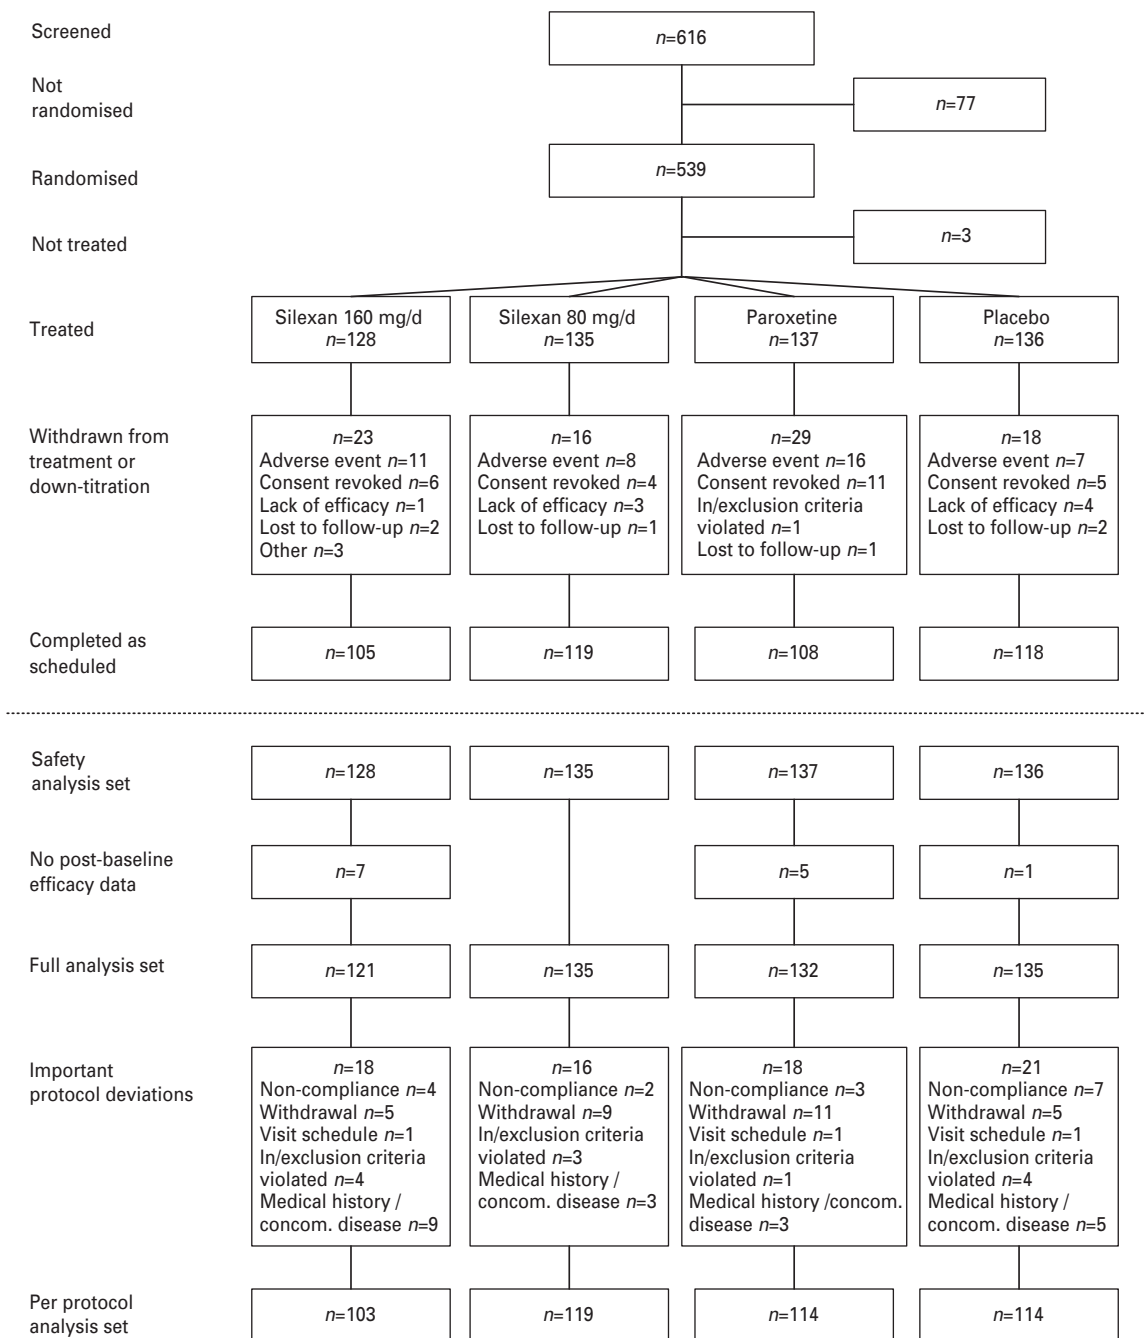 Screened
n=616
Not
randomised
n=77
Randomised
n=539
Not treated
n=3
Treated
Silexan 160 mg/d
n=128
Silexan 80 mg/d
n=135
Paroxetine
n=137
Placebo
n=136
Withdrawn from
treatment or
down-titration
n=23
Adverse event n=11
Consent revoked n=6
Lack of efficacy n=1
Lost to follow-up n=2
Other n=3
n=16
Adverse event n=8
Consent revoked n=4
Lack of efficacy n=3
Lost to follow-up n=1
n=29
Adverse event n=16
Consent revoked n=11
In/exclusion criteria
violated n=1
Lost to follow-up n=1
n=18
Adverse event n=7
Consent revoked n=5
Lack of efficacy n=4
Lost to follow-up n=2
Completed as
scheduled
n=105
n=119
n=108
n=118
Safety
analysis set
n=128
n=135
n=137
n=136
No post-baseline
efficacy data
n=7
n=5
n=1
Full analysis set
n=121
n=135
n=132
n=135
Important
protocol deviations
n=18
Non-compliance n=4
Withdrawal n=5
Visit schedule n=1
In/exclusion criteria
violated n=4
Medical history /
concom. disease n=9
n=16
Non-compliance n=2
Withdrawal n=9
In/exclusion criteria
violated n=3
Medical history /
concom. disease n=3
n=18
Non-compliance n=3
Withdrawal n=11
Visit schedule n=1
In/exclusion criteria
violated n=1
Medical history /concom.
disease n=3
n=21
Non-compliance n=7
Withdrawal n=5
Visit schedule n=1
In/exclusion criteria
violated n=4
Medical history /
concom. disease n=5
Per protocol
analysis set
n=103
n=119
n=114
n=114